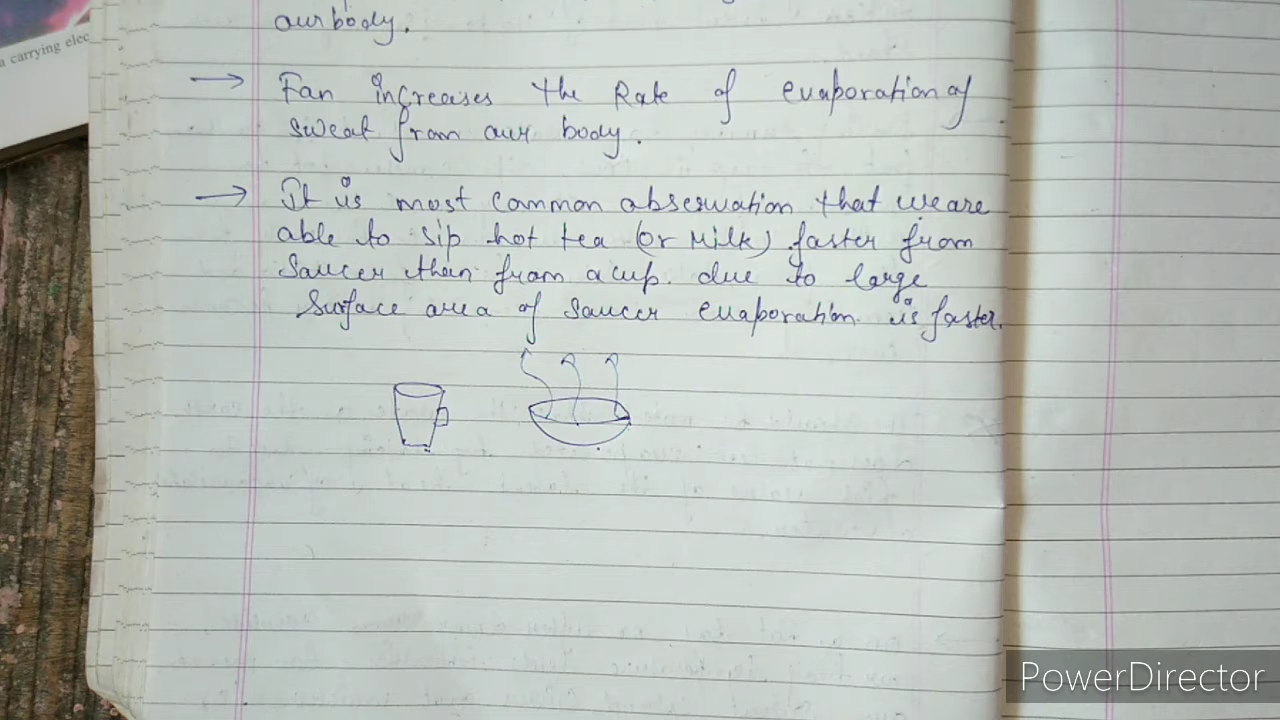 a carrying elec
our body.
→ Fan increases the Rate of evaporation of
sweat from our body.
→ It is most common observation that we are
able to sip hot tea (or Milk) faster from
Saucer than from a cup. due to large
Surface area of Saucer evaporation is faster.
PowerDirector